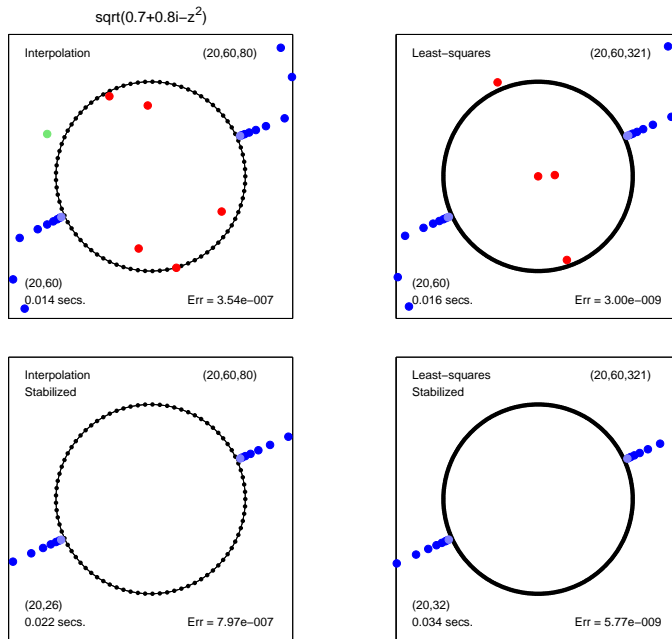 sqrt(0.7+0.8i−z²)
Interpolation (20,60,80)
(20,60)
0.014 secs. Err = 3.54e−007
Least−squares (20,60,321)
(20,60)
0.016 secs. Err = 3.00e−009
Interpolation (20,60,80)
Stabilized
(20,26)
0.022 secs. Err = 7.97e−007
Least−squares (20,60,321)
Stabilized
(20,32)
0.034 secs. Err = 5.77e−009